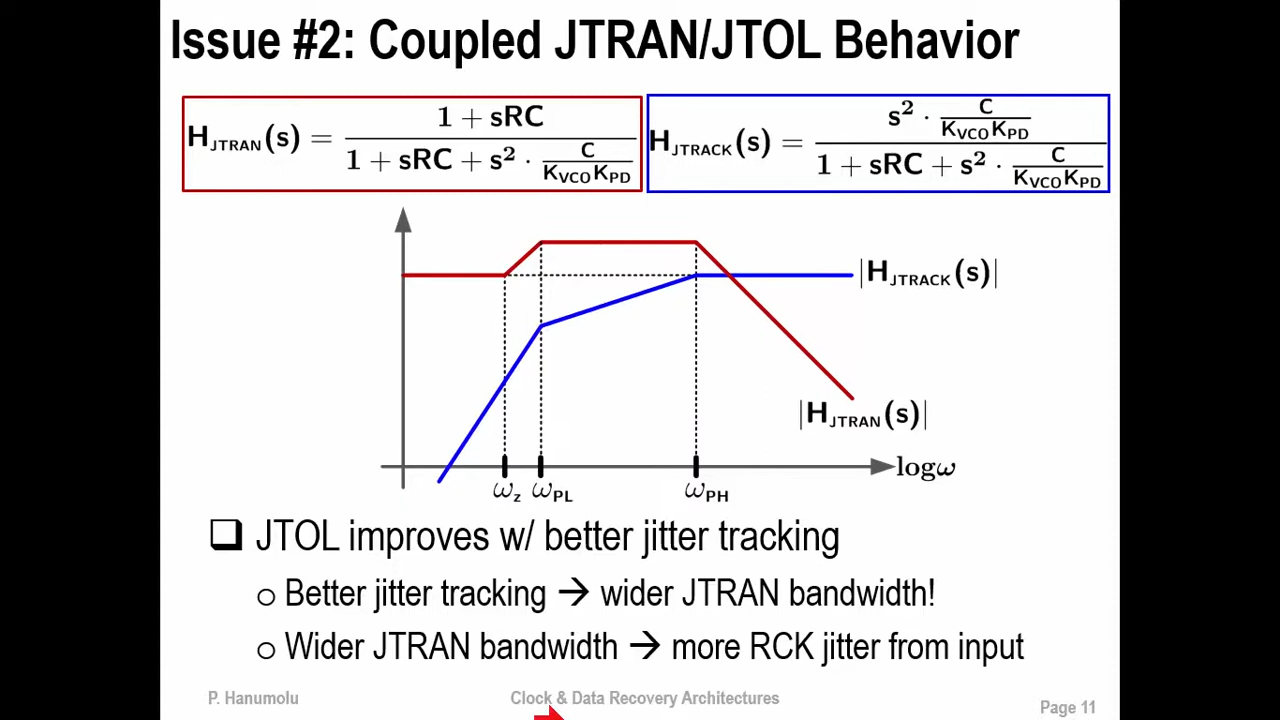 Issue #2: Coupled JTRAN/JTOL Behavior
H_JTRAN(s) = (1 + sRC) / (1 + sRC + s² · C/(K_VCO K_PD))
H_JTRACK(s) = (s² · C/(K_VCO K_PD)) / (1 + sRC + s² · C/(K_VCO K_PD))
|H_JTRACK(s)|
|H_JTRAN(s)|
logω
ω_z ω_PL ω_PH
❑ JTOL improves w/ better jitter tracking
o Better jitter tracking → wider JTRAN bandwidth!
o Wider JTRAN bandwidth → more RCK jitter from input
P. Hanumolu Clock & Data Recovery Architectures Page 11